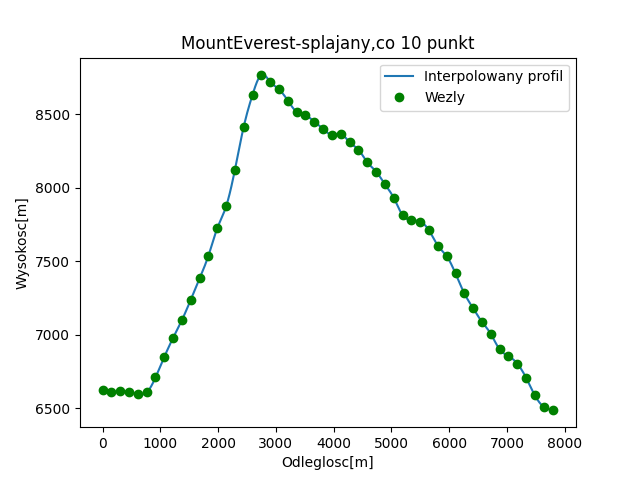 MountEverest-splajany,co 10 punkt
Interpolowany profil
Wezly
Wysokosc[m]
8500
8000
7500
7000
6500
0 1000 2000 3000 4000 5000 6000 7000 8000
Odleglosc[m]